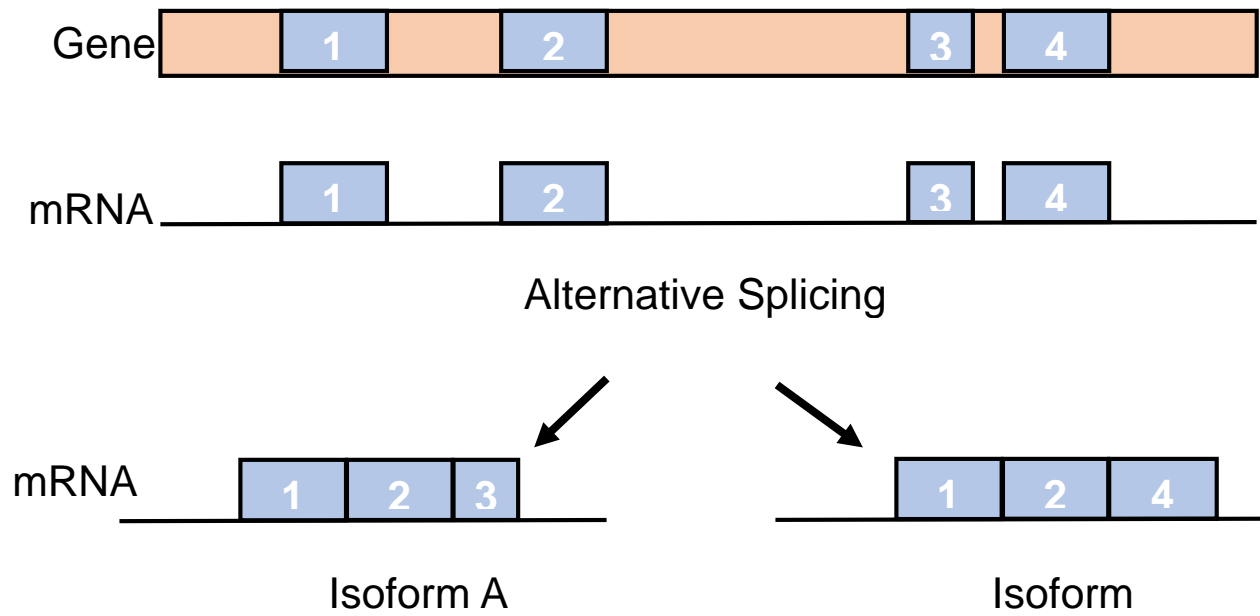 Gene 1 2 3 4
mRNA 1 2 3 4
Alternative Splicing
mRNA 1 2 3 1 2 4
Isoform A Isoform